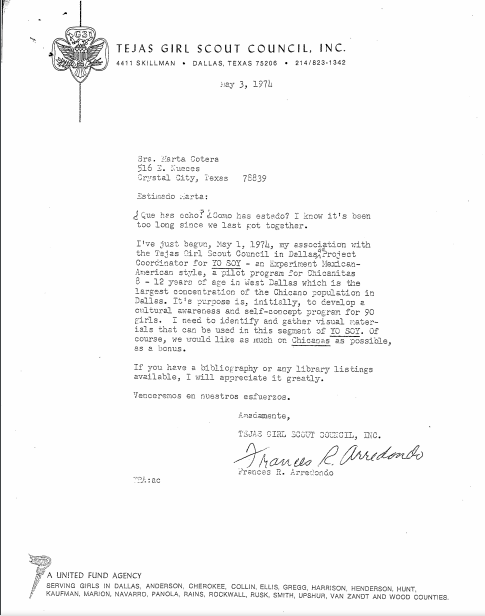 G S
TEJAS GIRL SCOUT COUNCIL, INC.
4411 SKILLMAN • DALLAS, TEXAS 75206 • 214/823-1342
May 3, 1974
Mrs. Marta Cotera
516 E. Nueces
Crystal City, Texas 78839
Estimedo Marta:
¿Que has echo? ¿Como has estedo? I know it's been
too long since we last got together.
I've just begun, May 1, 1974, my association with
the Tejas Girl Scout Council in Dallas, as Project
Coordinator for YO SOY - an Experiment Mexican-
American style, a pilot program for Chicanitas
8 - 12 years of age in West Dallas which is the
largest concentration of the Chicano population in
Dallas. It's purpose is, initially, to develop a
cultural awareness and self-concept program for 90
girls. I need to identify and gather visual mater-
ials that can be used in this segment of YO SOY. Of
course, we would like as much on Chicanas as possible,
as a bonus.
If you have a bibliography or any library listings
available, I will appreciate it greatly.
Venceremos en nuestros esfuerzos.
Amadamente,
TEJAS GIRL SCOUT COUNCIL, INC.
Frances R. Arredondo
Frances R. Arredondo
FRA:ac
A UNITED FUND AGENCY
SERVING GIRLS IN DALLAS, ANDERSON, CHEROKEE, COLLIN, ELLIS, GREGG, HARRISON, HENDERSON, HUNT,
KAUFMAN, MARION, NAVARRO, PANOLA, RAINS, ROCKWALL, RUSK, SMITH, UPSHUR, VAN ZANDT AND WOOD COUNTIES.